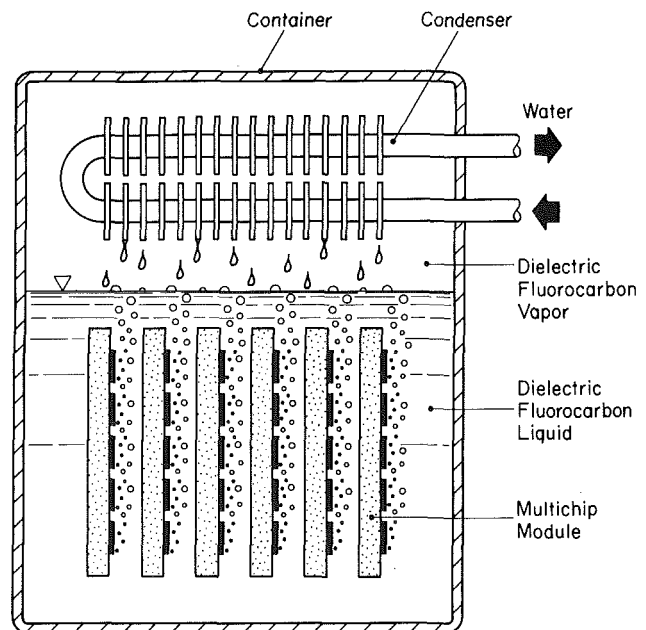 Container
Condenser
Water
Dielectric
Fluorocarbon
Vapor
Dielectric
Fluorocarbon
Liquid
Multichip
Module